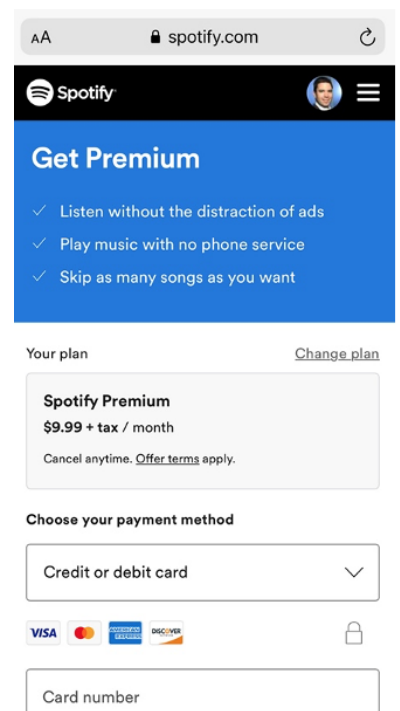 AA spotify.com
Spotify
Get Premium
Listen without the distraction of ads
Play music with no phone service
Skip as many songs as you want
Your plan Change plan
Spotify Premium
$9.99 + tax / month
Cancel anytime. Offer terms apply.
Choose your payment method
Credit or debit card
VISA AMERICAN EXPRESS DISCOVER
Card number